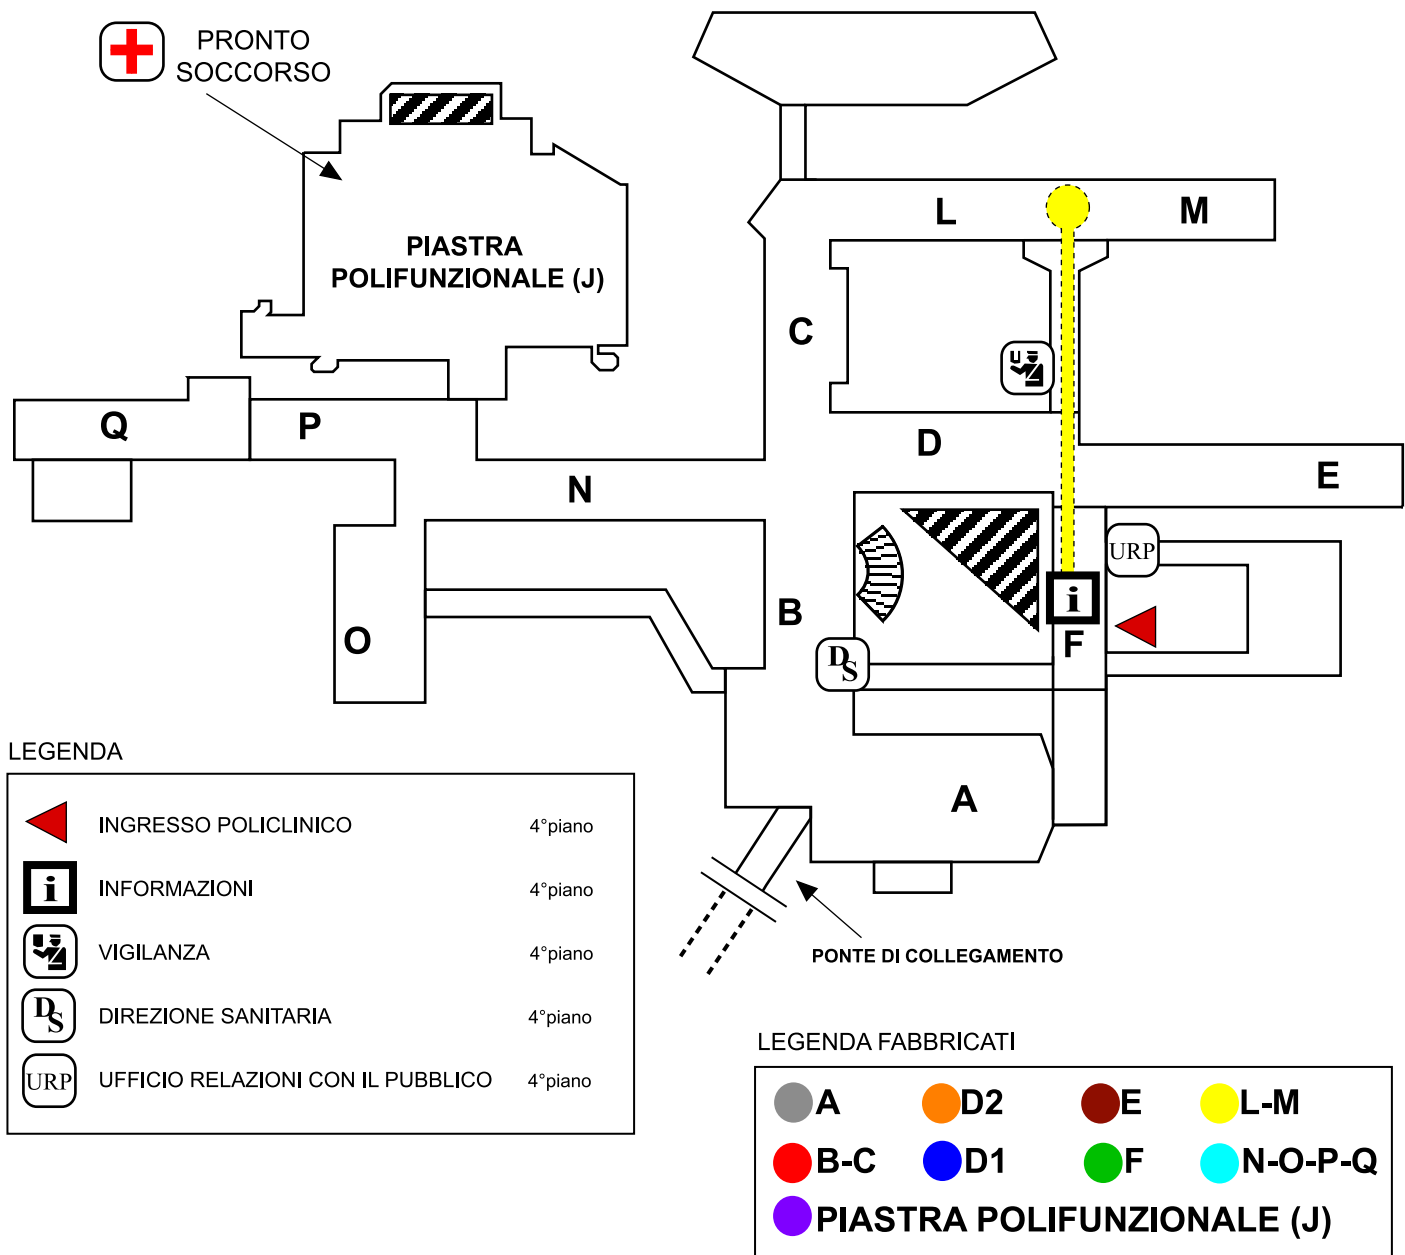 PRONTO
SOCCORSO
PIASTRA
POLIFUNZIONALE (J)
L
M
C
Q
P
D
E
N
URP
i
B
F
O
DS
A
PONTE DI COLLEGAMENTO
LEGENDA
INGRESSO POLICLINICO 4°piano
i INFORMAZIONI 4°piano
VIGILANZA 4°piano
DS DIREZIONE SANITARIA 4°piano
URP UFFICIO RELAZIONI CON IL PUBBLICO 4°piano
LEGENDA FABBRICATI
A D2 E L-M
B-C D1 F N-O-P-Q
PIASTRA POLIFUNZIONALE (J)